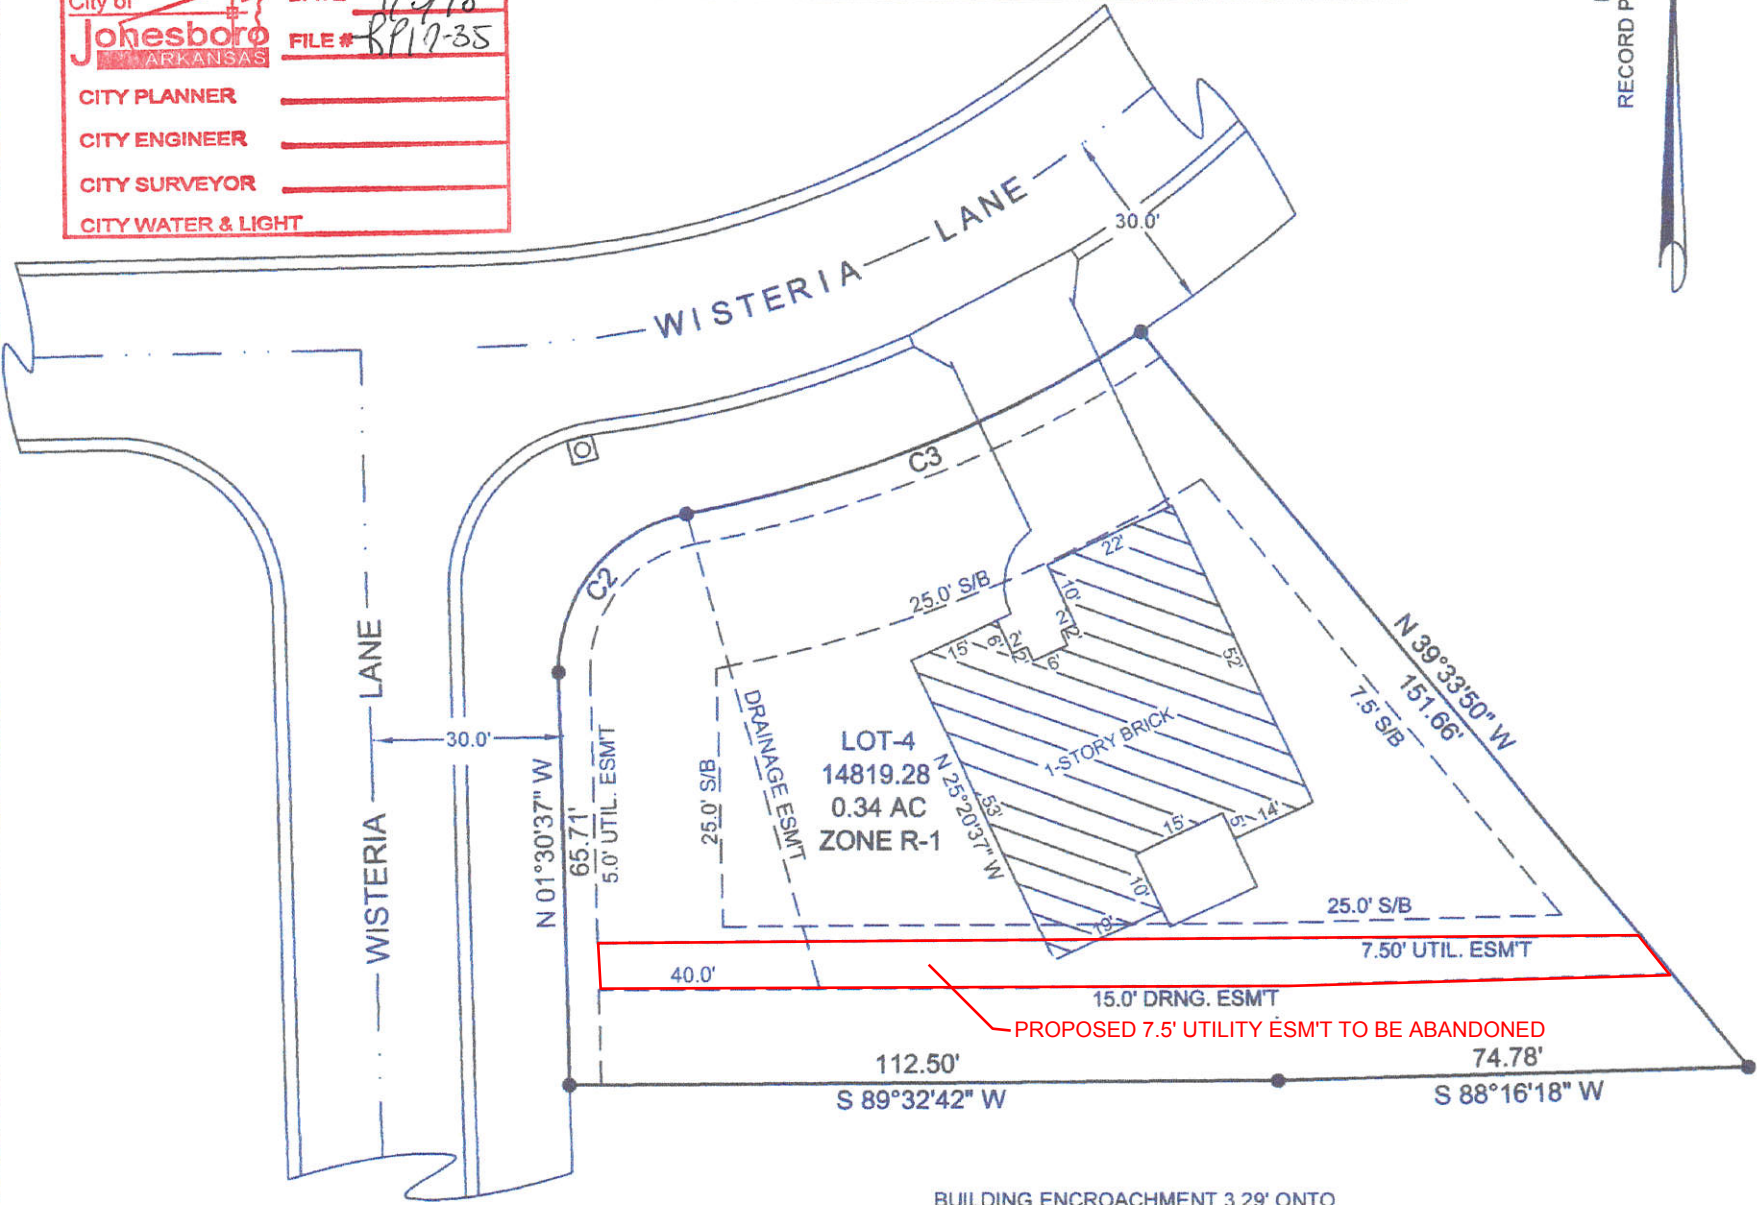 City of
Jonesboro
ARKANSAS
FILE # RP12-35
CITY PLANNER
CITY ENGINEER
CITY SURVEYOR
CITY WATER & LIGHT
RECORD P
WISTERIA LANE
30.0'
C3
C2
25.0' S/B
22'
10'
2'
2'
6'
2'
2'
6'
15'
52'
N 39°33'50" W
151.66'
7.5' S/B
WISTERIA LANE
30.0'
N 01°30'37" W
65.71'
5.0' UTIL. ESM'T
25.0' S/B
DRAINAGE ESM'T
LOT-4
14819.28
0.34 AC
ZONE R-1
N 25°20'37" W
53'
1-STORY BRICK
15'
5'
14'
10'
19'
25.0' S/B
7.50' UTIL. ESM'T
40.0'
15.0' DRNG. ESM'T
PROPOSED 7.5' UTILITY ESM'T TO BE ABANDONED
112.50'
S 89°32'42" W
74.78'
S 88°16'18" W
BUILDING ENCROACHMENT 3.29' ONTO